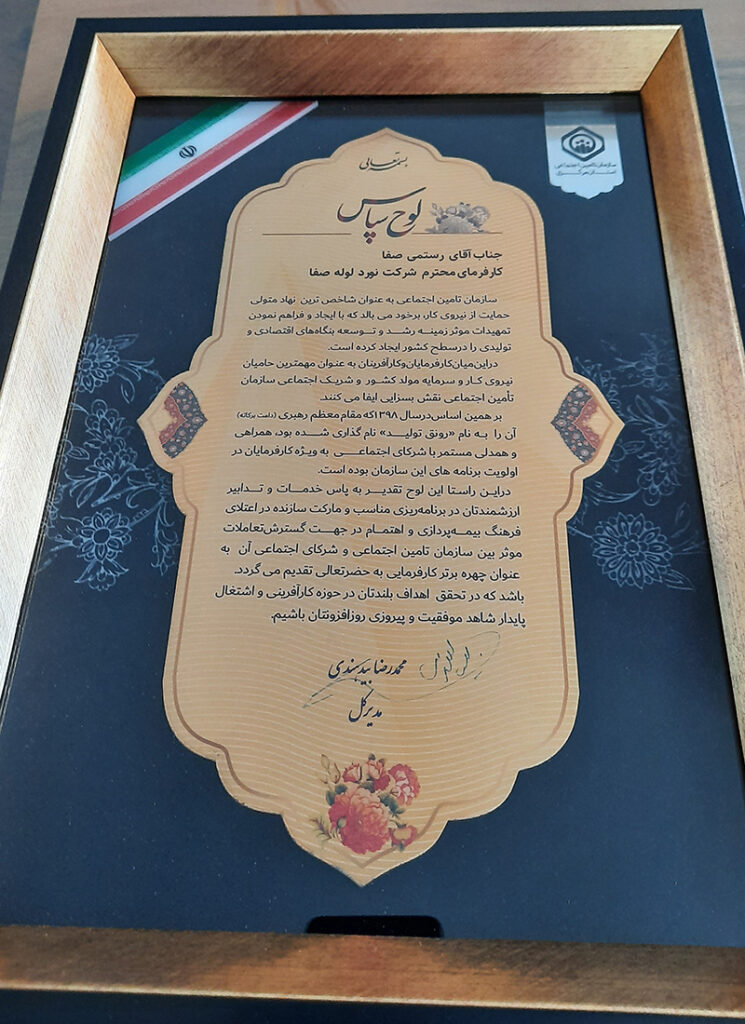 بسمه تعالی
سازمان تامین اجتماعی
استان مرکزی
لوح سپاس
جناب آقای رستمی صفا
کارفرمای محترم شرکت نورد لوله صفا
سازمان تامین اجتماعی به عنوان شاخص ترین نهاد متولی
حمایت از نیروی کار، برخود می بالد که با ایجاد و فراهم نمودن
تمهیدات موثر زمینه رشد و توسعه بنگاه‌های اقتصادی و
تولیدی را درسطح کشور ایجاد کرده است.
دراین‌میان‌کارفرمایان‌وکارآفرینان به عنوان مهمترین حامیان
نیروی کار و سرمایه مولد کشور و شریک اجتماعی سازمان
تأمین اجتماعی نقش بسزایی ایفا می کنند.
بر همین اساس‌درسال ۱۳۹۸ که مقام‌معظم رهبری (دامت برکاته)
آن را به نام «رونق تولید» نام گذاری شده بود، همراهی
و همدلی مستمر با شرکای اجتماعی به ویژه کارفرمایان در
اولویت برنامه های این سازمان بوده است.
دراین راستا این لوح تقدیر به پاس خدمات و تدابیر
ارزشمندتان در برنامه‌ریزی مناسب و مارکت سازنده در اعتلای
فرهنگ بیمه‌پردازی و اهتمام در جهت گسترش‌تعاملات
موثر بین سازمان تامین اجتماعی و شرکای اجتماعی آن به
عنوان چهره برتر کارفرمایی به حضرتعالی تقدیم می گردد.
باشد که در تحقق اهداف بلندتان در حوزه کارآفرینی و اشتغال
پایدار شاهد موفقیت و پیروزی روزافزونتان باشیم.
محمدرضا بیدهندی
مدیرکل